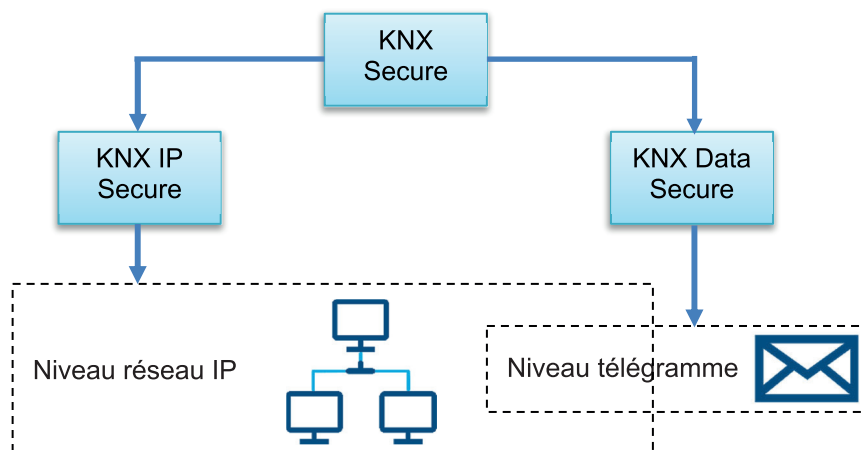 KNX
Secure
KNX IP
Secure
KNX Data
Secure
Niveau réseau IP
Niveau télégramme